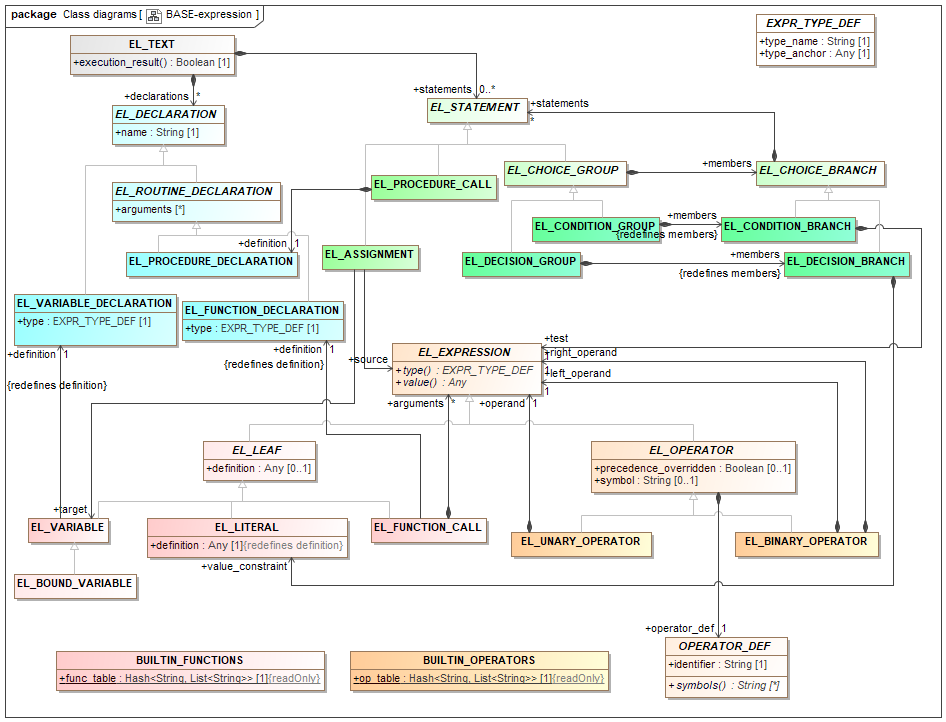 package Class diagrams [ BASE-expression ]
EXPR_TYPE_DEF
+type_name : String [1]
+type_anchor : Any [1]
EL_TEXT
+execution_result() : Boolean [1]
+declarations *
+statements 0..*
EL_DECLARATION
+name : String [1]
EL_STATEMENT
+statements
*
EL_ROUTINE_DECLARATION
+arguments [*]
EL_PROCEDURE_CALL
EL_CHOICE_GROUP
+members
EL_CHOICE_BRANCH
+definition 1
EL_PROCEDURE_DECLARATION
EL_ASSIGNMENT
EL_CONDITION_GROUP
+members
{redefines members}
EL_CONDITION_BRANCH
EL_DECISION_GROUP
+members
{redefines members}
EL_DECISION_BRANCH
EL_VARIABLE_DECLARATION
+type : EXPR_TYPE_DEF [1]
EL_FUNCTION_DECLARATION
+type : EXPR_TYPE_DEF [1]
+definition 1
{redefines definition}
+definition 1
{redefines definition}
+source
EL_EXPRESSION
+type() : EXPR_TYPE_DEF
+value() : Any
+test
1
+right_operand
1
+left_operand
1
+arguments *
+operand 1
EL_LEAF
+definition : Any [0..1]
EL_OPERATOR
+precedence_overridden : Boolean [0..1]
+symbol : String [0..1]
+target
EL_VARIABLE
EL_LITERAL
+definition : Any [1]{redefines definition}
EL_FUNCTION_CALL
EL_UNARY_OPERATOR
EL_BINARY_OPERATOR
+value_constraint
EL_BOUND_VARIABLE
+operator_def 1
OPERATOR_DEF
+identifier : String [1]
+symbols() : String [*]
BUILTIN_FUNCTIONS
+func_table : Hash<String, List<String>> [1]{readOnly}
BUILTIN_OPERATORS
+op_table : Hash<String, List<String>> [1]{readOnly}